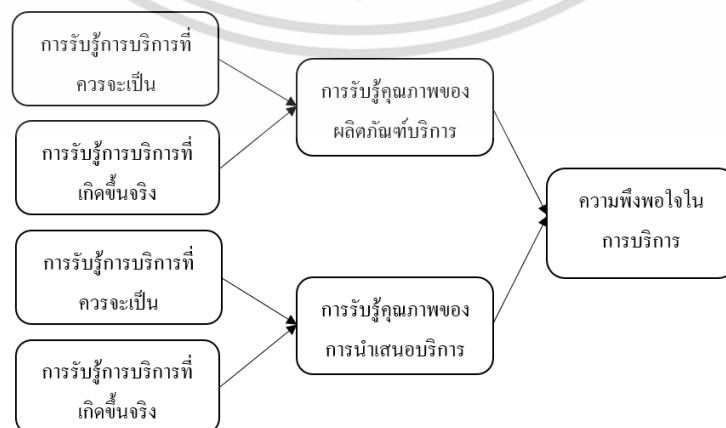 การรับรู้การบริการที่
ควรจะเป็น
การรับรู้การบริการที่
เกิดขึ้นจริง
การรับรู้คุณภาพของ
ผลิตภัณฑ์บริการ
การรับรู้การบริการที่
ควรจะเป็น
การรับรู้การบริการที่
เกิดขึ้นจริง
การรับรู้คุณภาพของ
การนำเสนอบริการ
ความพึงพอใจใน
การบริการ